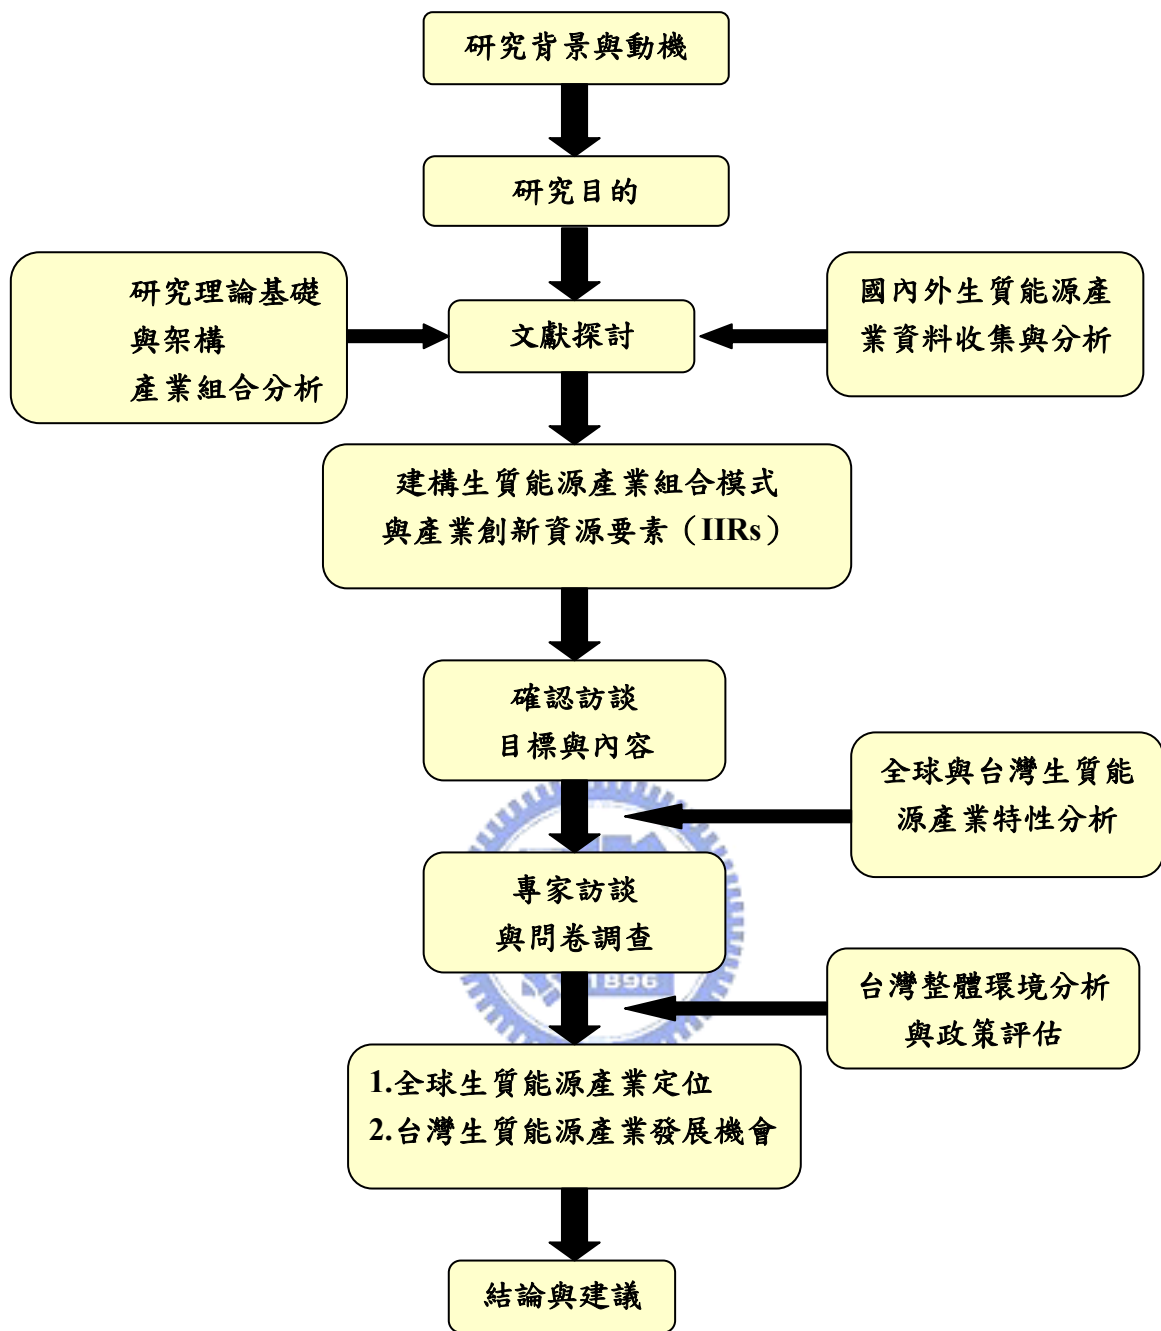 研究背景與動機
研究目的
研究理論基礎
與架構
產業組合分析
文獻探討
國內外生質能源產
業資料收集與分析
建構生質能源產業組合模式
與產業創新資源要素（IIRs）
確認訪談
目標與內容
全球與台灣生質能
源產業特性分析
專家訪談
與問卷調查
1896
台灣整體環境分析
與政策評估
1.全球生質能源產業定位
2.台灣生質能源產業發展機會
結論與建議